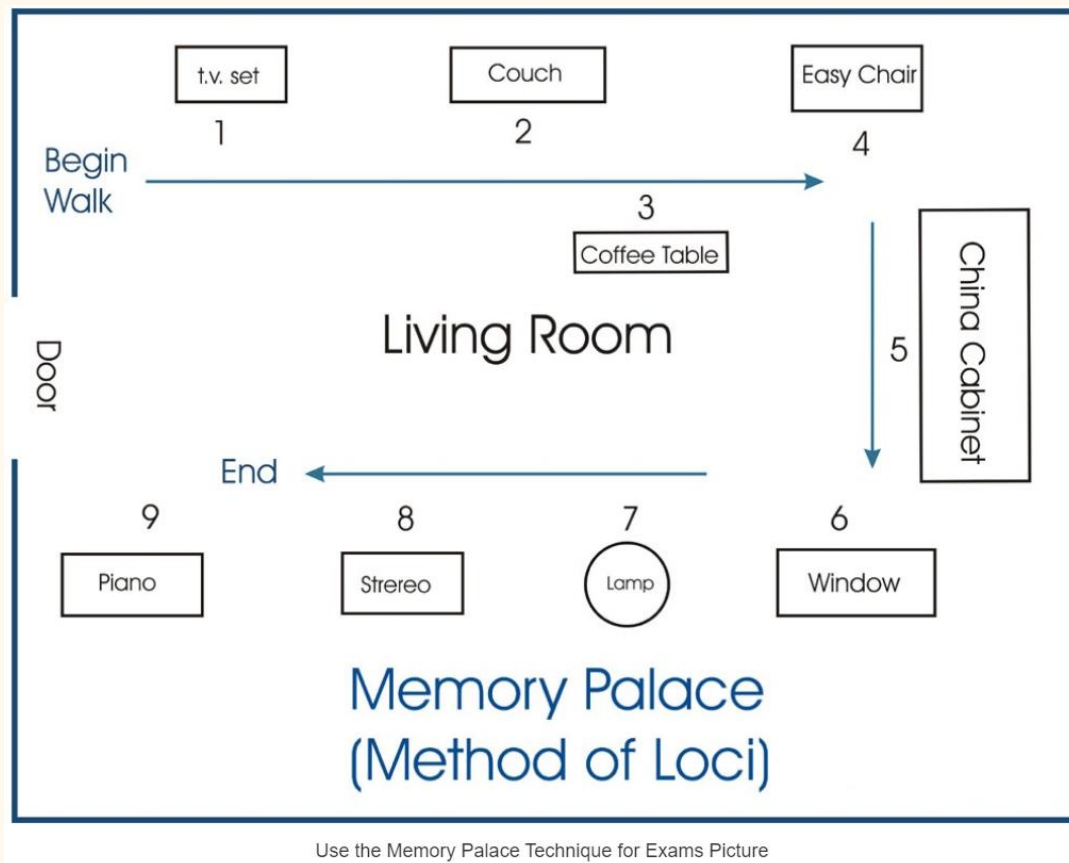 t.v. set
Couch
Easy Chair
1
2
4
Begin
Walk
3
Coffee Table
China Cabinet
Living Room
5
Door
End
9
8
7
6
Piano
Strereo
Lamp
Window
Memory Palace
(Method of Loci)
Use the Memory Palace Technique for Exams Picture